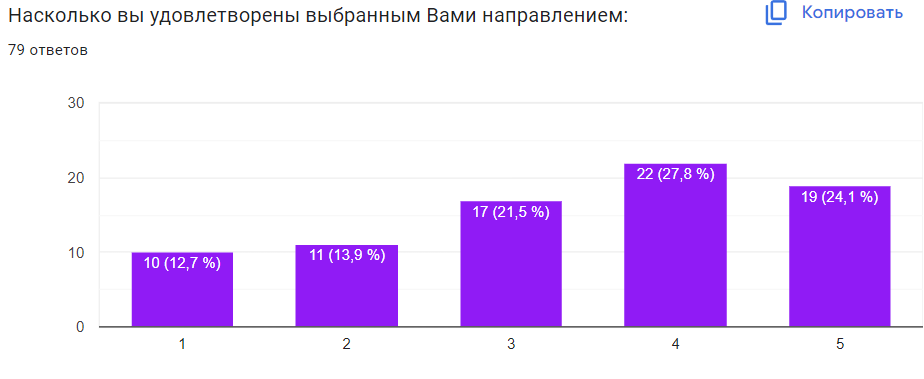 Насколько вы удовлетворены выбранным Вами направлением:
Копировать
79 ответов
30
20
10
0
10 (12,7 %)
11 (13,9 %)
17 (21,5 %)
22 (27,8 %)
19 (24,1 %)
1
2
3
4
5